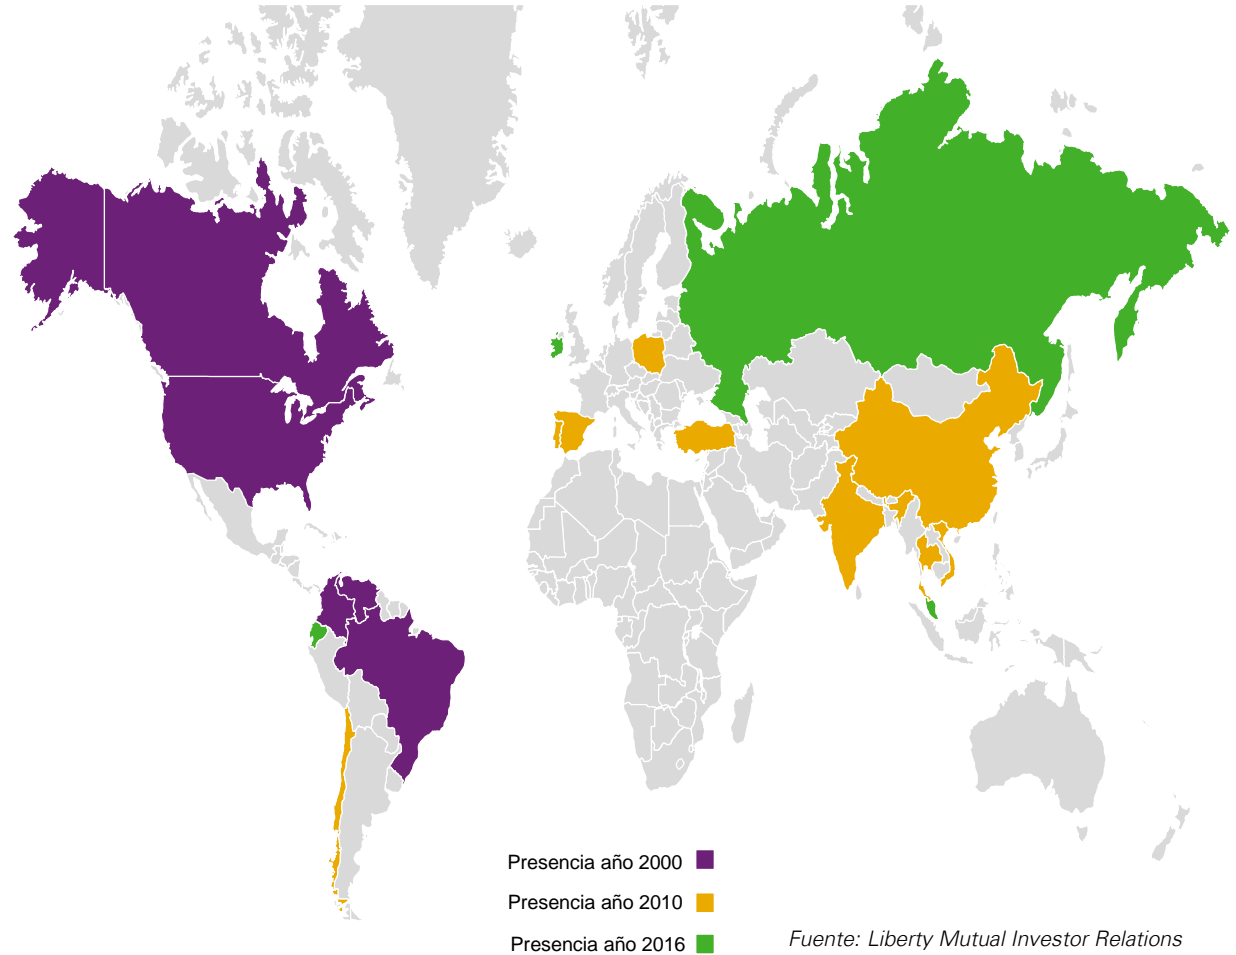 Presencia año 2000
Presencia año 2010
Presencia año 2016
Fuente: Liberty Mutual Investor Relations